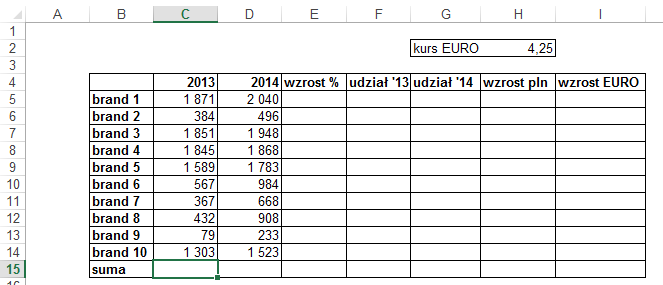 A B C D E F G H I
1
2 kurs EURO 4,25
3
4 2013 2014 wzrost % udział '13 udział '14 wzrost pln wzrost EURO
5 brand 1 1 871 2 040
6 brand 2 384 496
7 brand 3 1 851 1 948
8 brand 4 1 845 1 868
9 brand 5 1 589 1 783
10 brand 6 567 984
11 brand 7 367 668
12 brand 8 432 908
13 brand 9 79 233
14 brand 10 1 303 1 523
15 suma